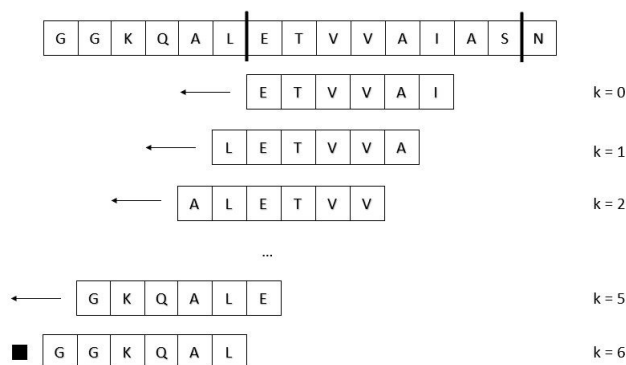 G G K Q A L E T V V A I A S N
E T V V A I k = 0
L E T V V A k = 1
A L E T V V k = 2
...
G K Q A L E k = 5
G G K Q A L k = 6